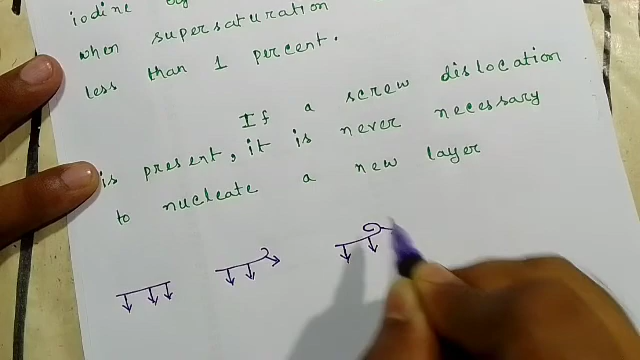 iodine
when supersaturation
less than 1 percent.
If a screw dislocation
is present, it is never necessary
to nucleate a new layer